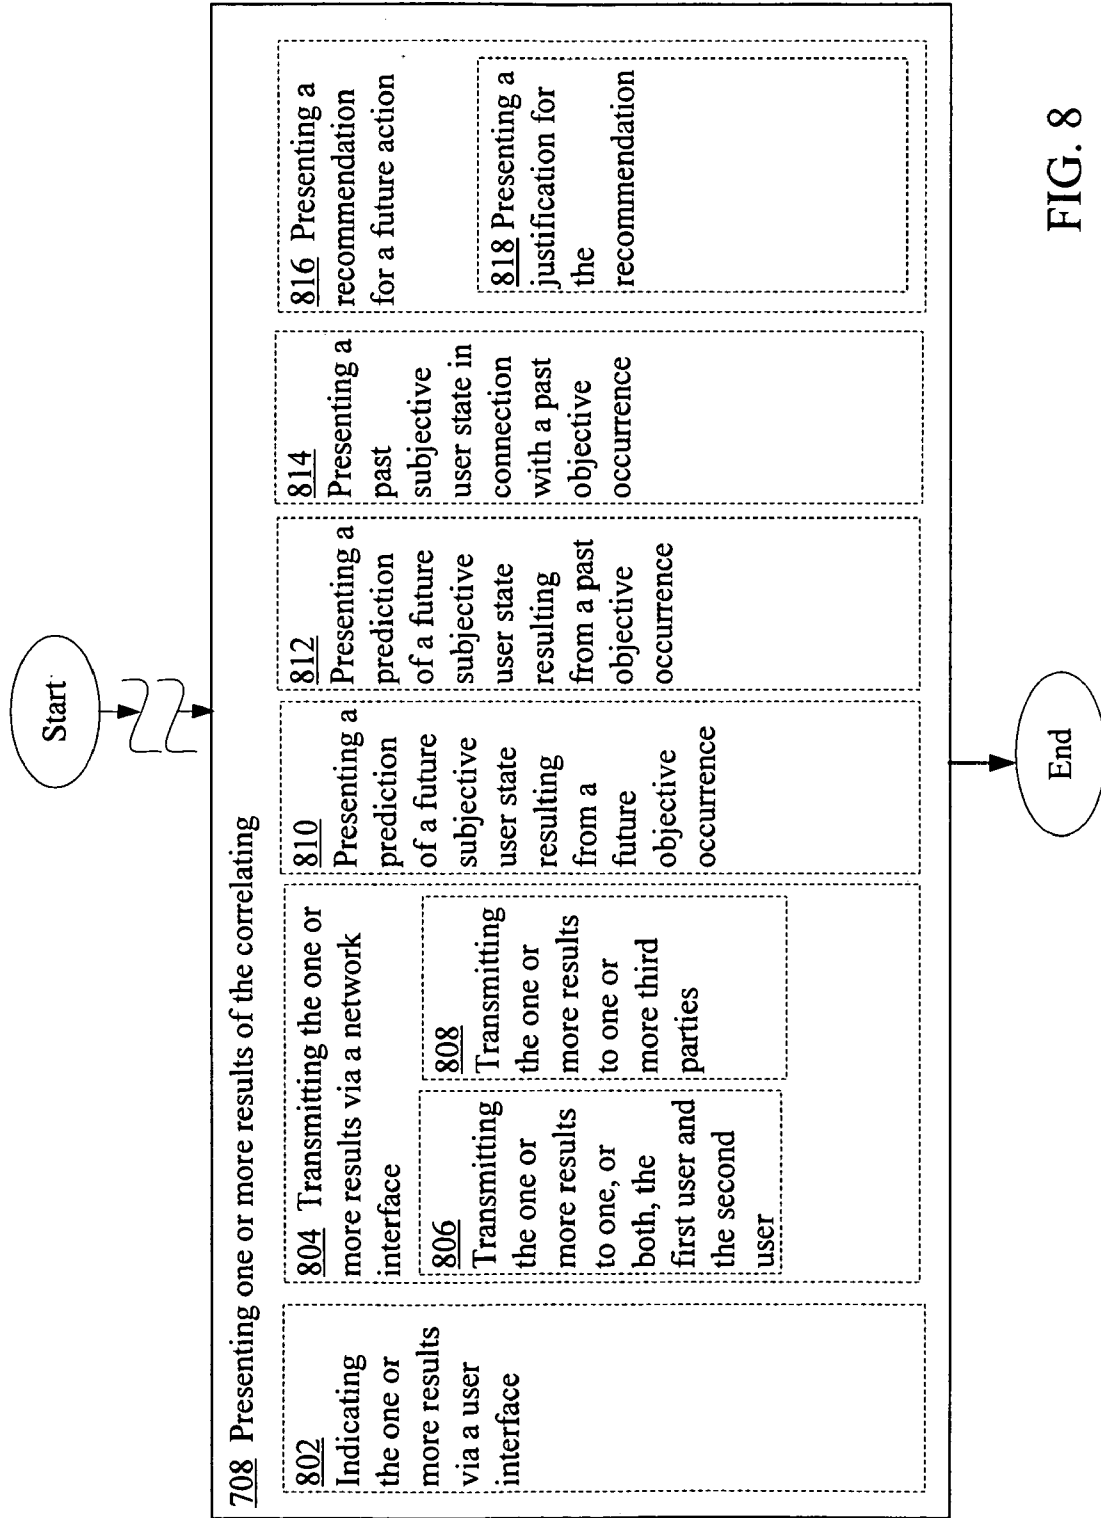 Start
708 Presenting one or more results of the correlating
802
Indicating
the one or
more results
via a user
interface
804 Transmitting the one or
more results via a network
interface
806
Transmitting
the one or
more results
to one, or
both, the
first user and
the second
user
808
Transmitting
the one or
more results
to one or
more third
parties
810
Presenting a
prediction
of a future
subjective
user state
resulting
from a
future
objective
occurrence
812
Presenting a
prediction
of a future
subjective
user state
resulting
from a past
objective
occurrence
814
Presenting a
past
subjective
user state in
connection
with a past
objective
occurrence
816 Presenting a
recommendation
for a future action
818 Presenting a
justification for
the
recommendation
End
FIG. 8